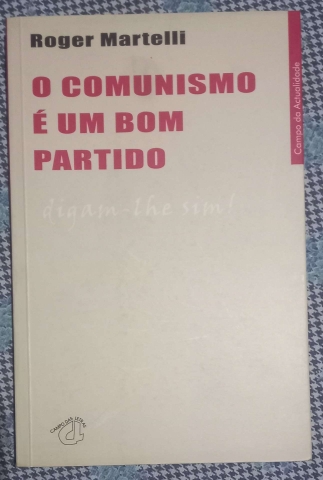 Roger Martelli
O COMUNISMO
É UM BOM
PARTIDO
digam-lhe sim!
Campo da Actualidade
CAMPO DAS LETRAS